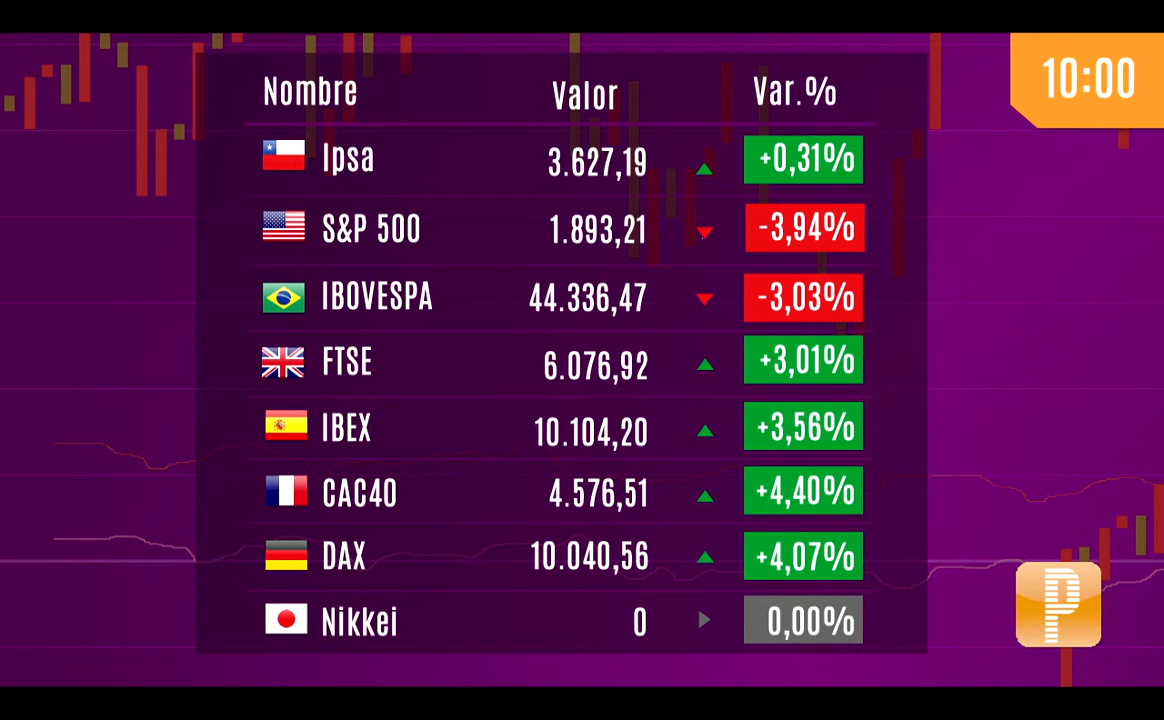 10:00
Nombre Valor Var.%
Ipsa 3.627,19 +0,31%
S&P 500 1.893,21 -3,94%
IBOVESPA 44.336,47 -3,03%
FTSE 6.076,92 +3,01%
IBEX 10.104,20 +3,56%
CAC40 4.576,51 +4,40%
DAX 10.040,56 +4,07%
Nikkei 0 0,00%
P